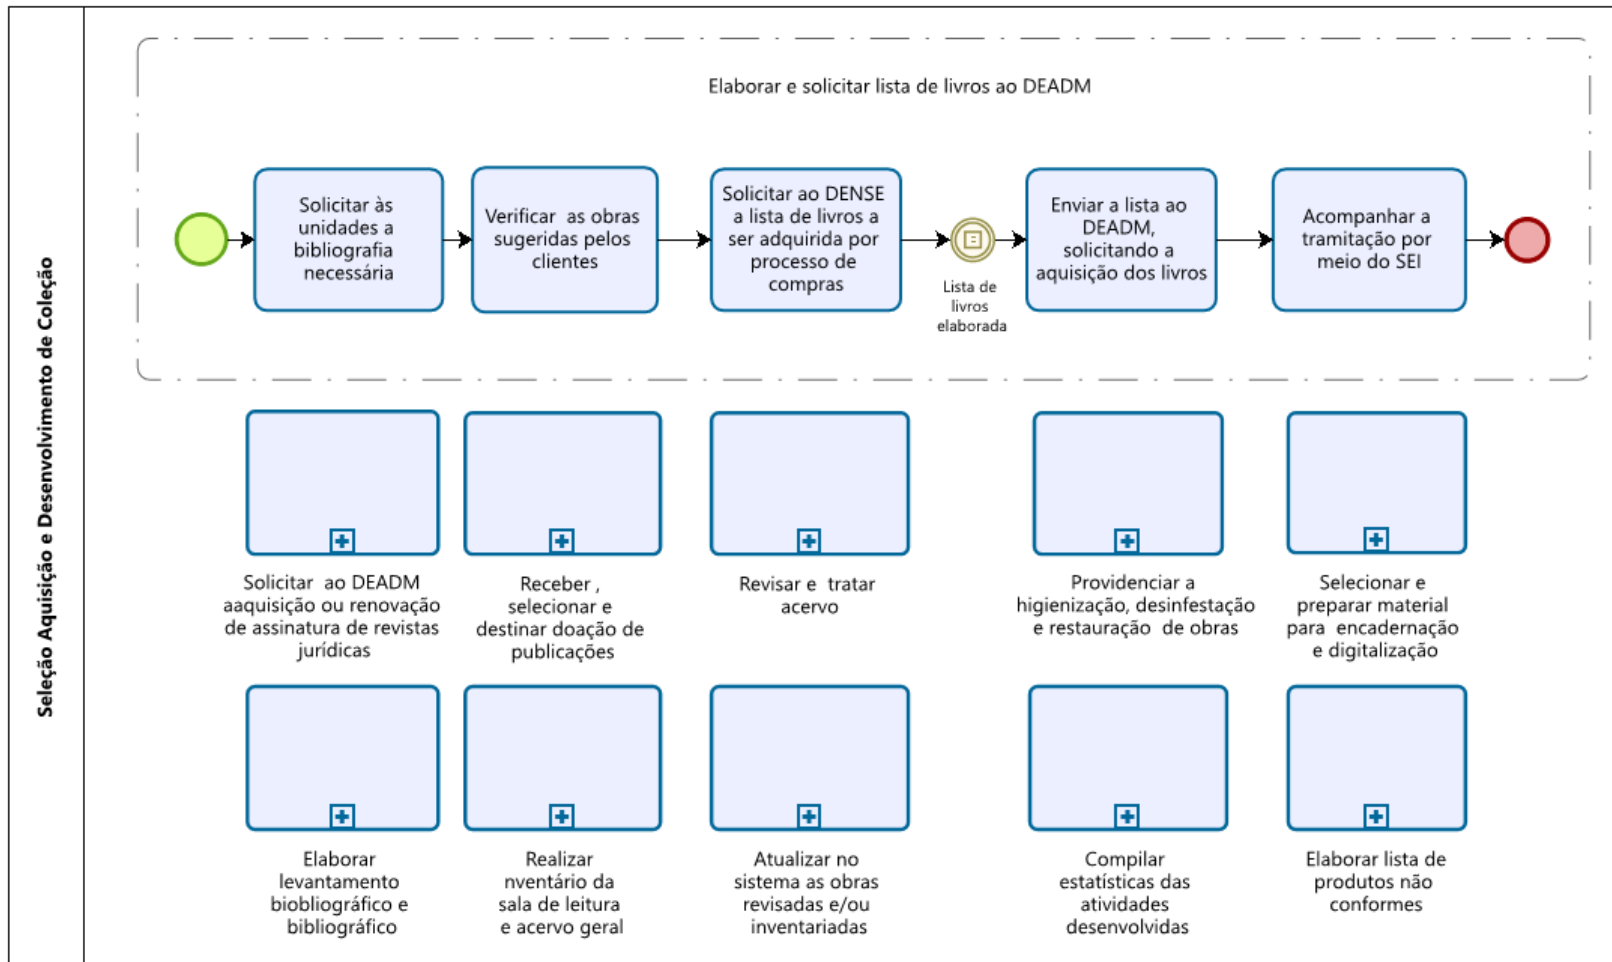 Seleção Aquisição e Desenvolvimento de Coleção
Elaborar e solicitar lista de livros ao DEADM
Solicitar às
unidades a
bibliografia
necessária
Verificar as obras
sugeridas pelos
clientes
Solicitar ao DENSE
a lista de livros a
ser adquirida por
processo de
compras
Lista de
livros
elaborada
Enviar a lista ao
DEADM,
solicitando a
aquisição dos livros
Acompanhar a
tramitação por
meio do SEI
Solicitar ao DEADM
aaquisição ou renovação
de assinatura de revistas
jurídicas
Receber ,
selecionar e
destinar doação de
publicações
Revisar e tratar
acervo
Providenciar a
higienização, desinfestação
e restauração de obras
Selecionar e
preparar material
para encadernação
e digitalização
Elaborar
levantamento
biobliográfico e
bibliográfico
Realizar
nventário da
sala de leitura
e acervo geral
Atualizar no
sistema as obras
revisadas e/ou
inventariadas
Compilar
estatísticas das
atividades
desenvolvidas
Elaborar lista de
produtos não
conformes